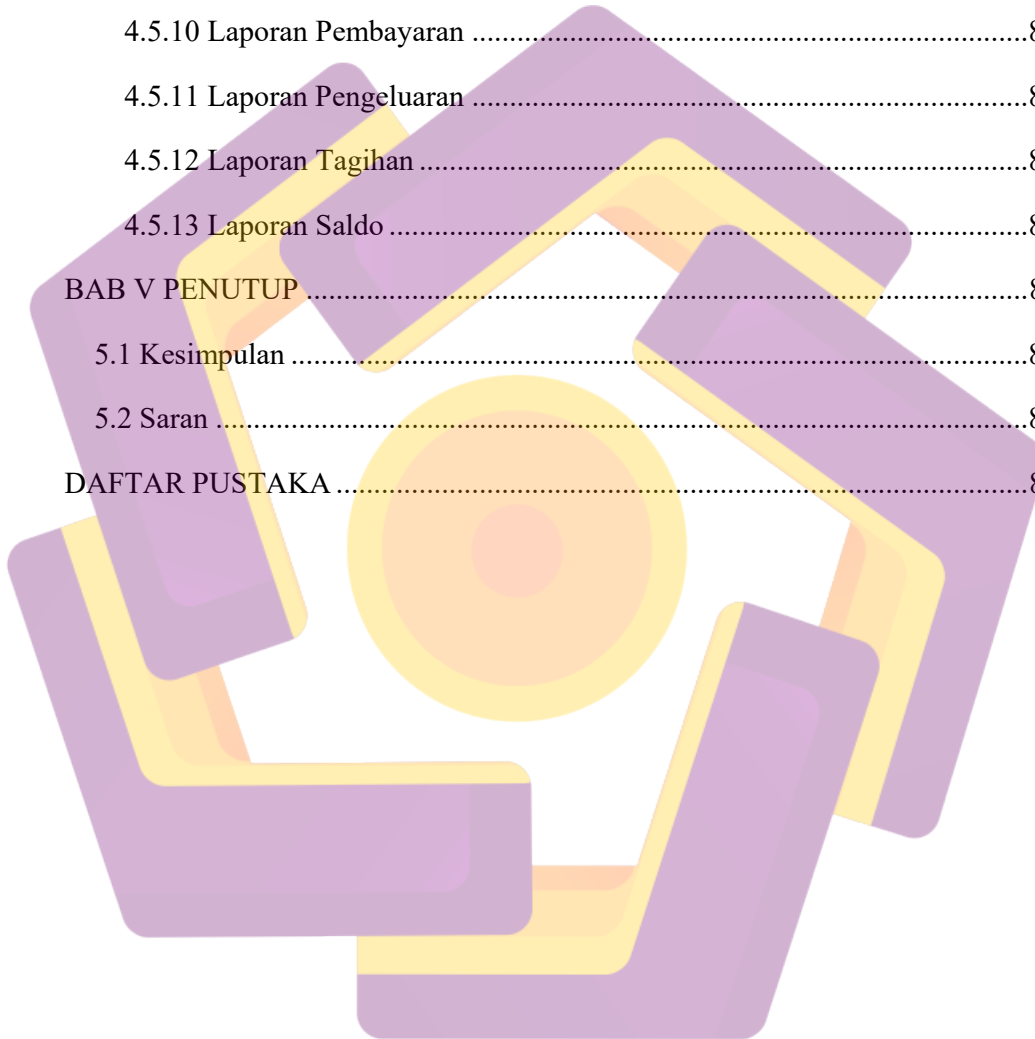 4.5.10 Laporan Pembayaran ........................................................................... 8
4.5.11 Laporan Pengeluaran ........................................................................... 8
4.5.12 Laporan Tagihan .................................................................................. 8
4.5.13 Laporan Saldo ...................................................................................... 8
BAB V PENUTUP ................................................................................................ 8
5.1 Kesimpulan ................................................................................................... 8
5.2 Saran ............................................................................................................. 8
DAFTAR PUSTAKA ............................................................................................ 8